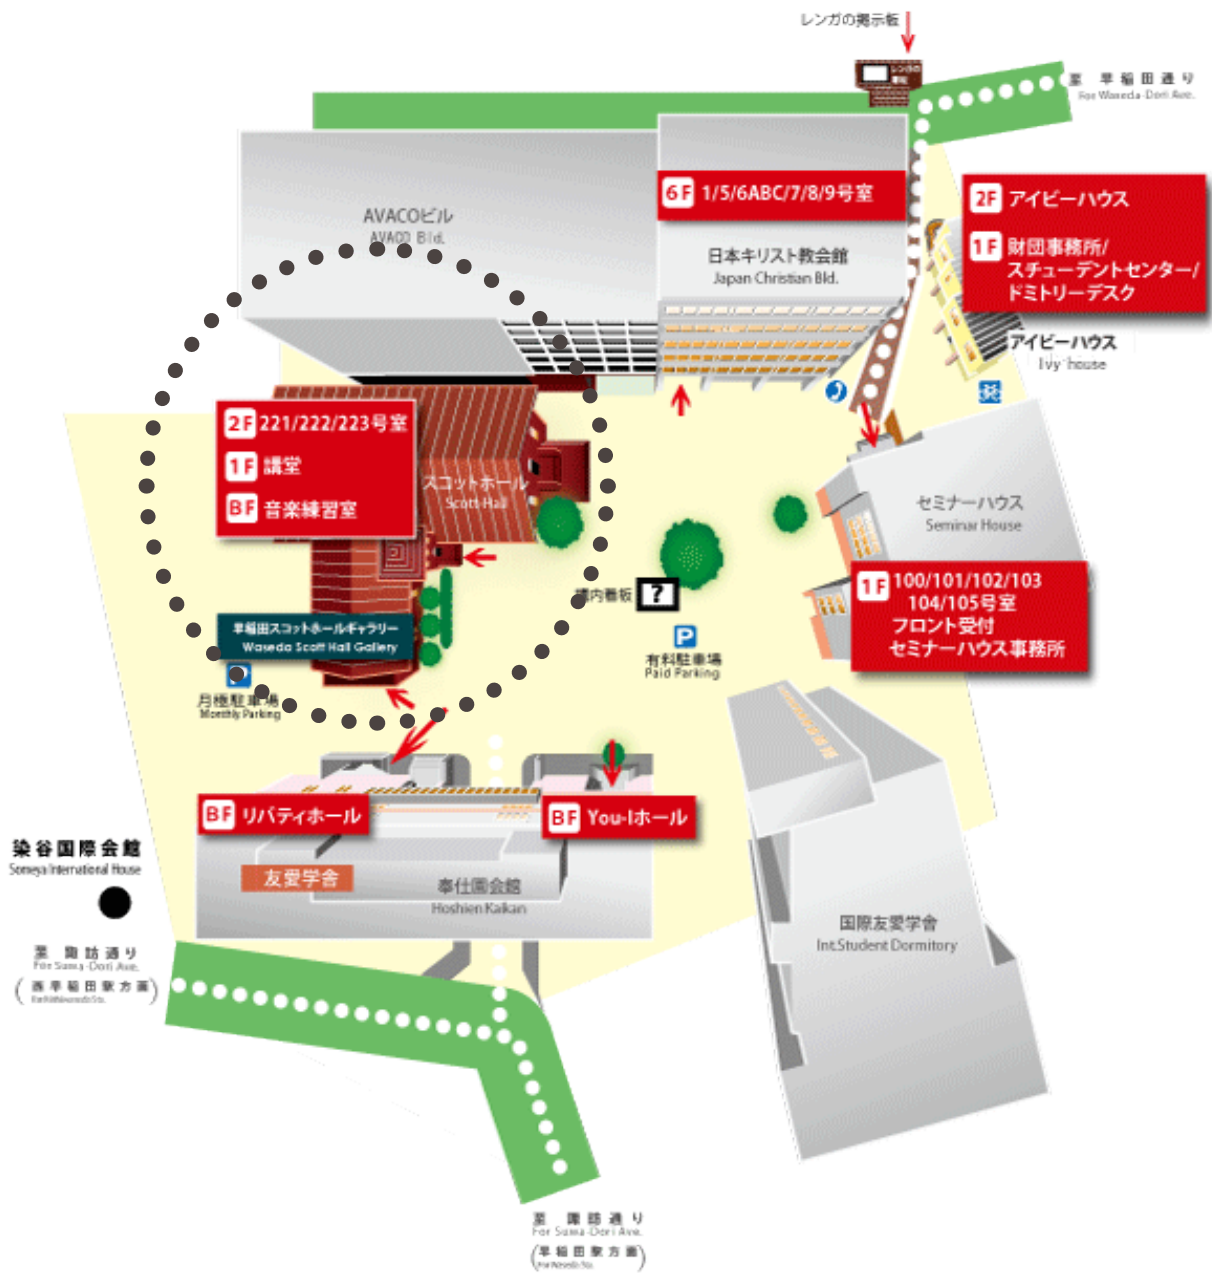 レンガの掲示板
レンガの
至 早稲田通り
For Waseda-Dori Ave.
6F 1/5/6ABC/7/8/9号室
2F アイビーハウス
1F 財団事務所/
スチューデントセンター/
ドミトリーデスク
AVACOビル
AVACO Bld.
日本キリスト教会館
Japan Christian Bld.
アイビーハウス
Ivy house
2F 221/222/223号室
1F 講堂
BF 音楽練習室
スコットホール
Scott Hall
セミナーハウス
Seminar House
1F 100/101/102/103
104/105号室
フロント受付
セミナーハウス事務所
構内看板
?
早稲田スコットホールギャラリー
Waseda Scott Hall Gallery
P
有料駐車場
Paid Parking
P
月極駐車場
Monthly Parking
BF リバティホール
BF You-Iホール
染谷国際会館
Someya International House
友愛学舎
奉仕園会館
Hoshien Kaikan
国際友愛学舎
Int.Student Dormitory
至 諏訪通り
For Suwa-Dori Ave.
(西早稲田駅方面)
至 諏訪通り
For Suwa-Dori Ave.
(早稲田駅方面)
For Waseda Sta.